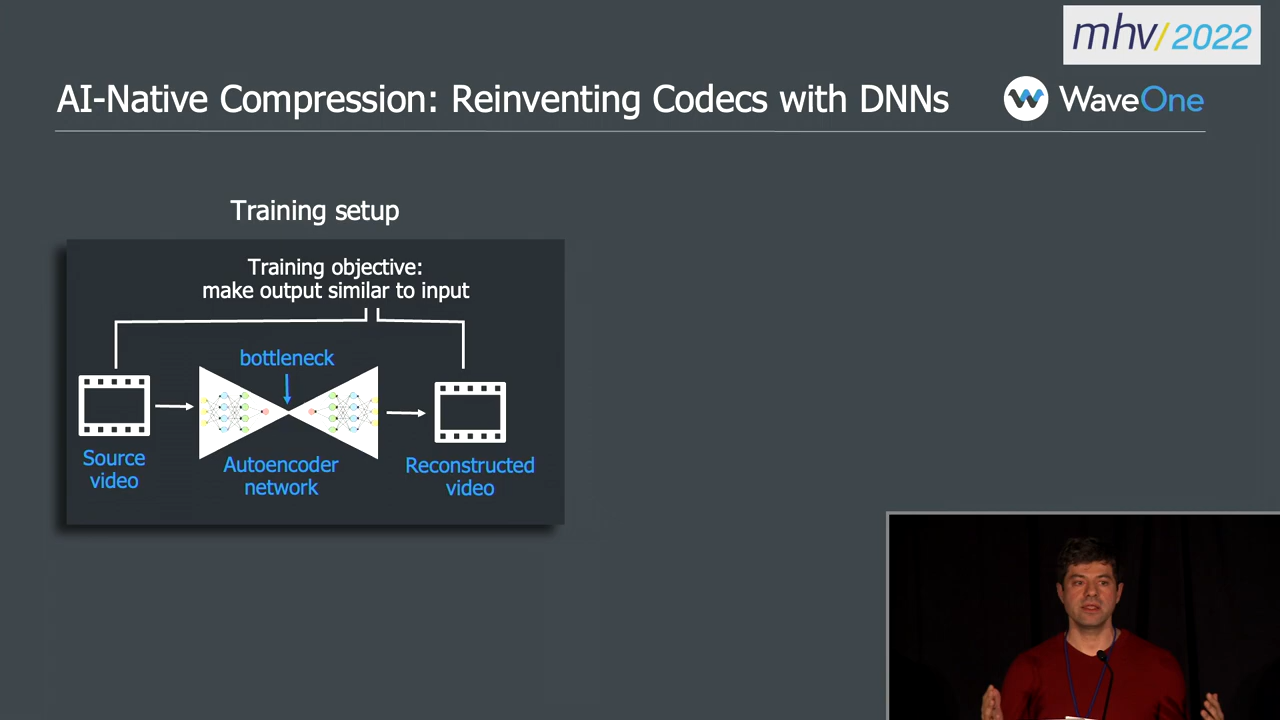 mhv/2022
AI-Native Compression: Reinventing Codecs with DNNs
WaveOne
Training setup
Training objective:
make output similar to input
bottleneck
Source
video
Autoencoder
network
Reconstructed
video